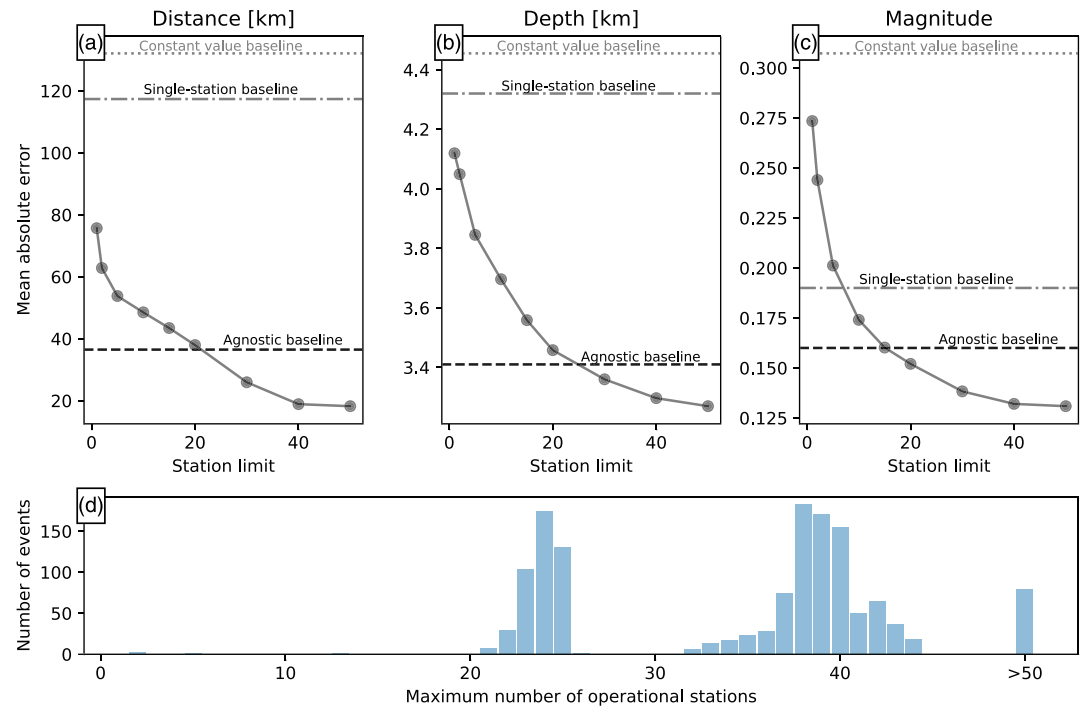 Distance [km]
Depth [km]
Magnitude
(a)
Constant value baseline
(b)
Constant value baseline
(c)
Constant value baseline
Mean absolute error
120
100
80
60
40
20
Single-station baseline
Agnostic baseline
0
20
40
Station limit
4.4
4.2
4.0
3.8
3.6
3.4
Single-station baseline
Agnostic baseline
0
20
40
Station limit
0.300
0.275
0.250
0.225
0.200
0.175
0.150
0.125
Single-station baseline
Agnostic baseline
0
20
40
Station limit
(d)
Number of events
150
100
50
0
0
10
20
30
40
>50
Maximum number of operational stations